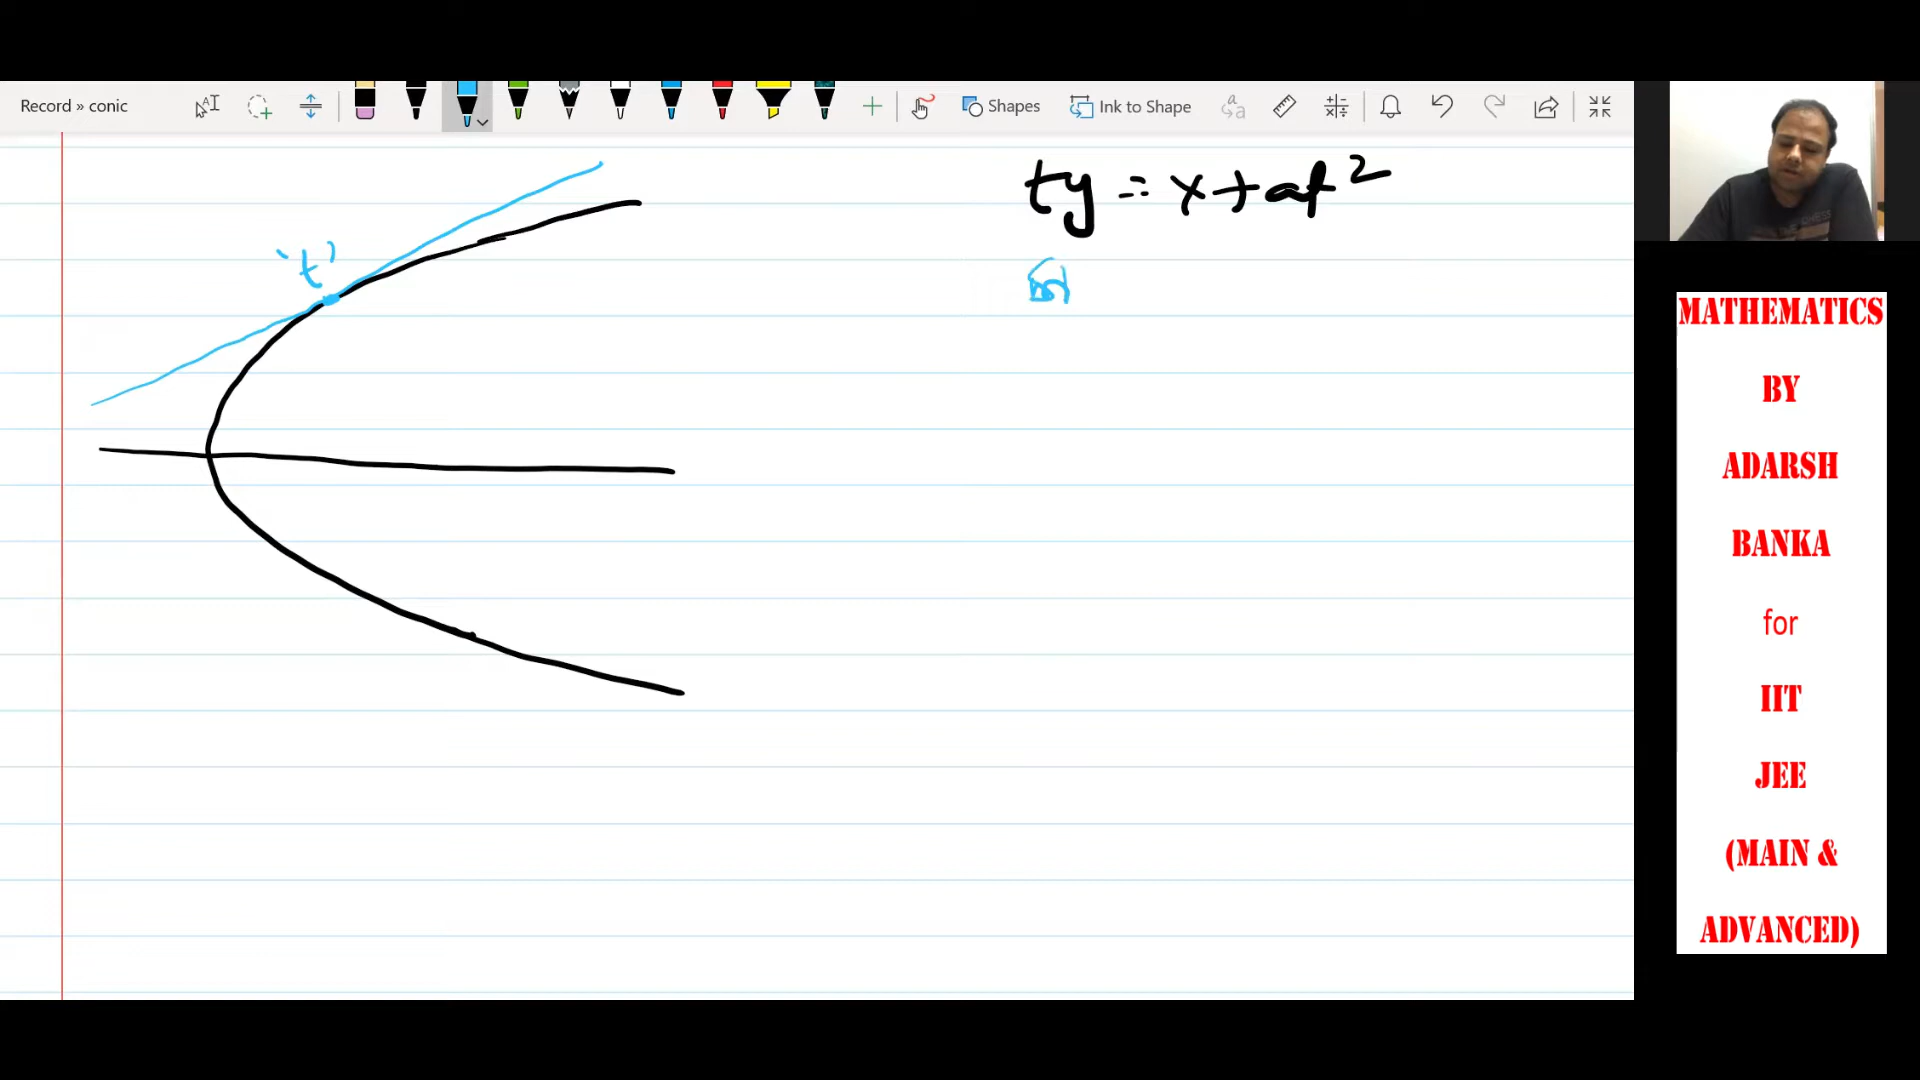 Record » conic
Shapes
Ink to Shape
ty = x + at²
't'
MATHEMATICS
BY
ADARSH
BANKA
for
IIT
JEE
(MAIN &
ADVANCED)